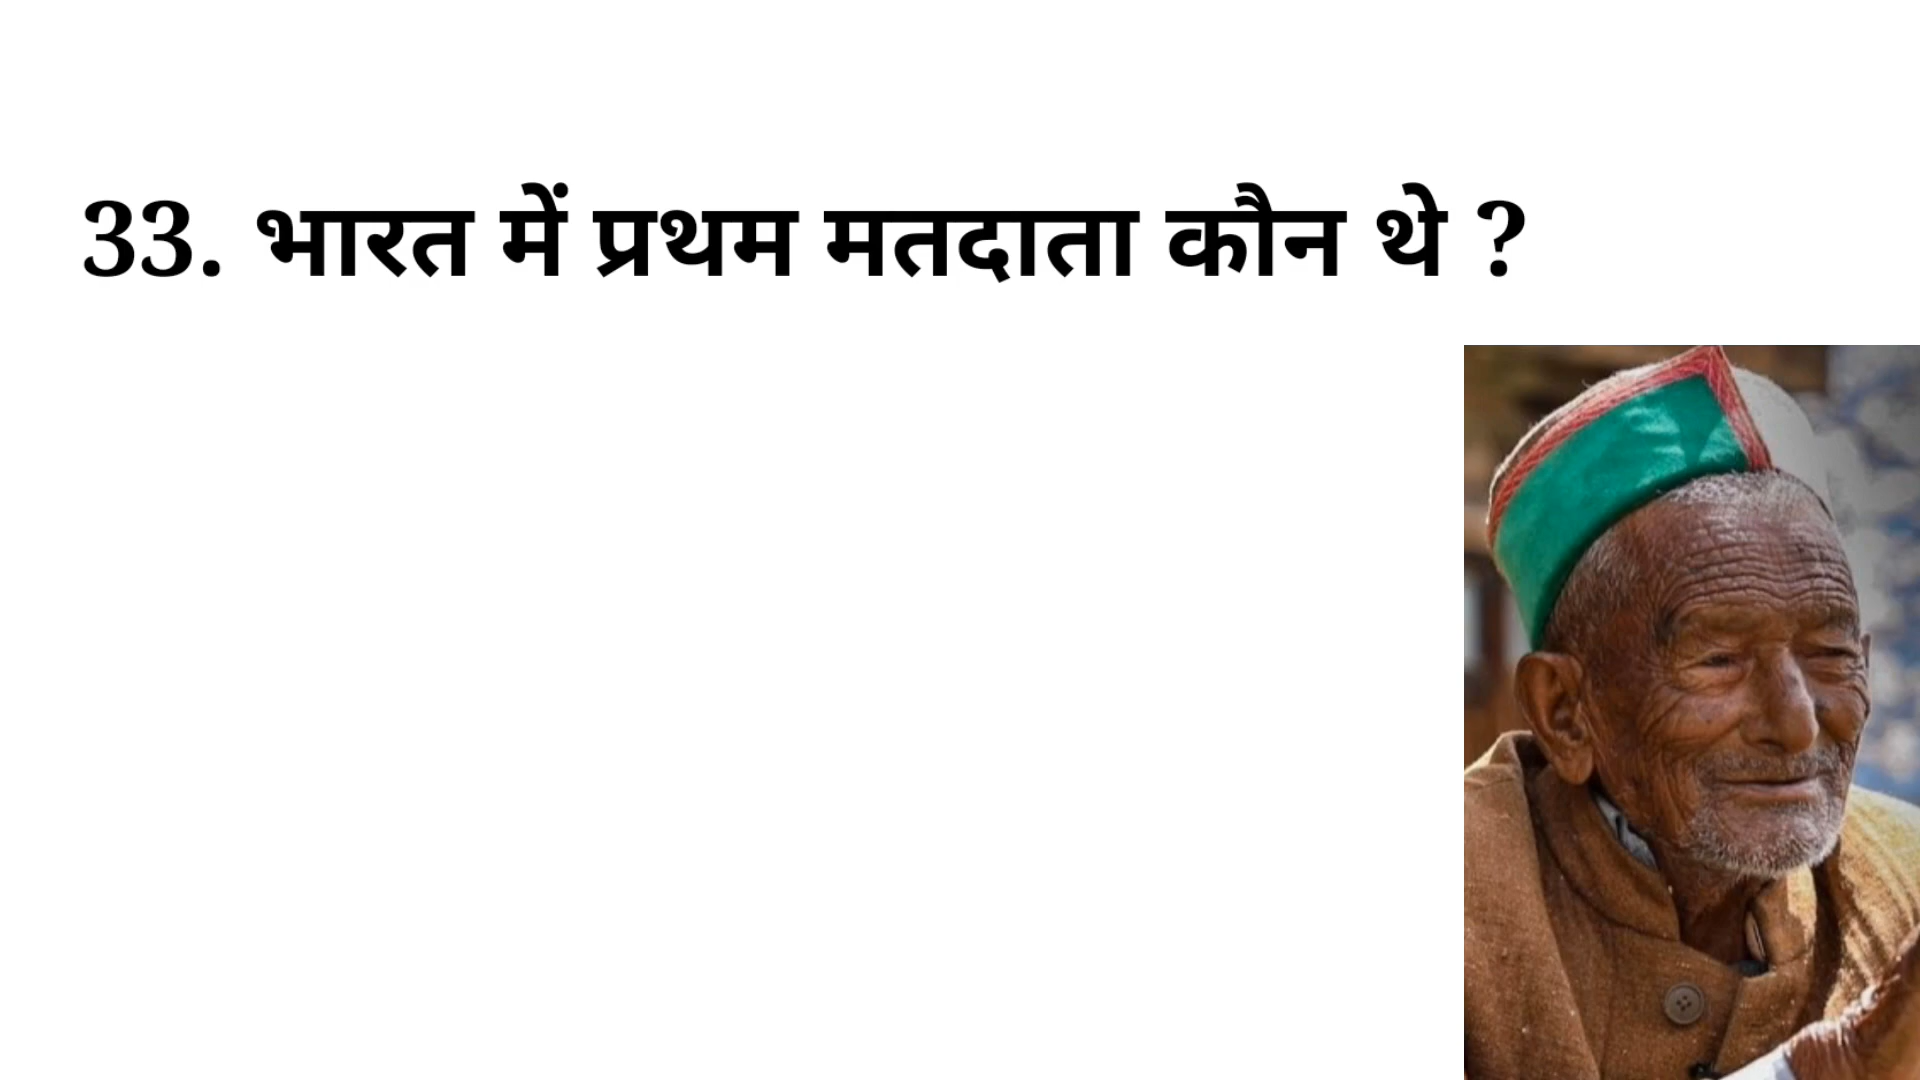 33. भारत में प्रथम मतदाता कौन थे ?